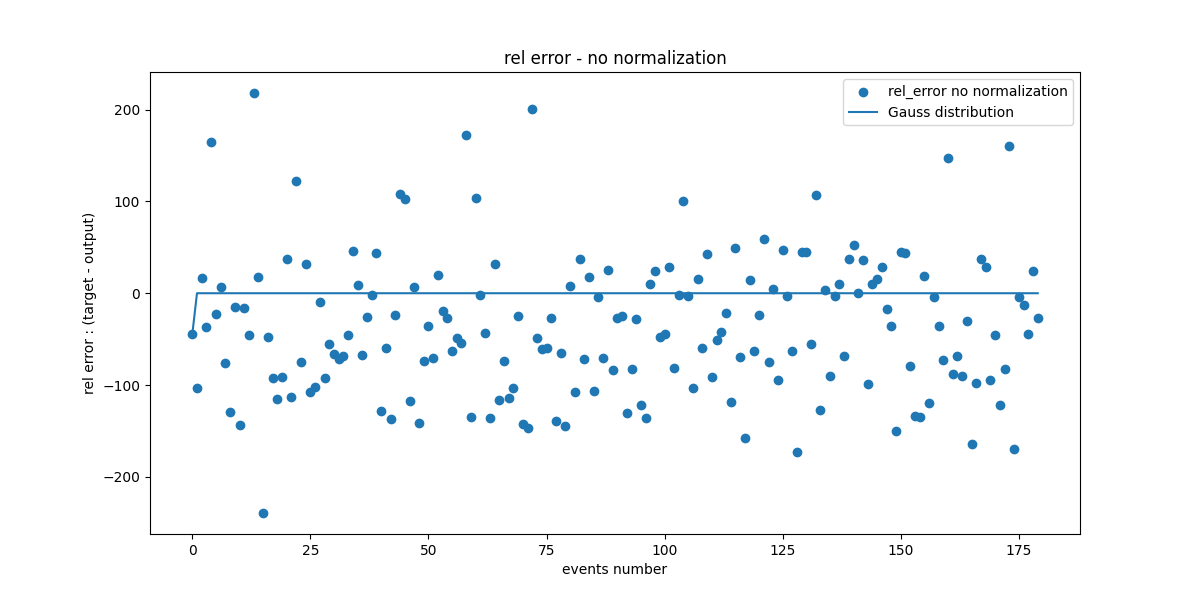 rel error - no normalization
rel_error no normalization
Gauss distribution
rel error : (target - output)
200
100
0
−100
−200
0
25
50
75
100
125
150
175
events number